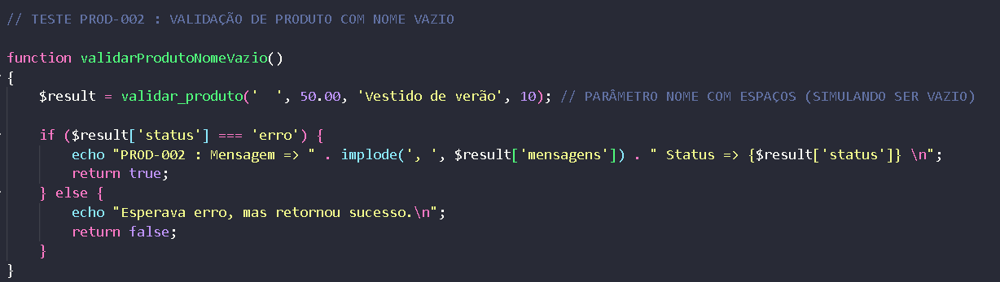 // TESTE PROD-002 : VALIDAÇÃO DE PRODUTO COM NOME VAZIO
function validarProdutoNomeVazio()
{
$result = validar_produto('  ', 50.00, 'Vestido de verão', 10); // PARÂMETRO NOME COM ESPAÇOS (SIMULANDO SER VAZIO)
if ($result['status'] === 'erro') {
echo "PROD-002 : Mensagem => " . implode(', ', $result['mensagens']) . " Status => {$result['status']} \n";
return true;
} else {
echo "Esperava erro, mas retornou sucesso.\n";
return false;
}
}